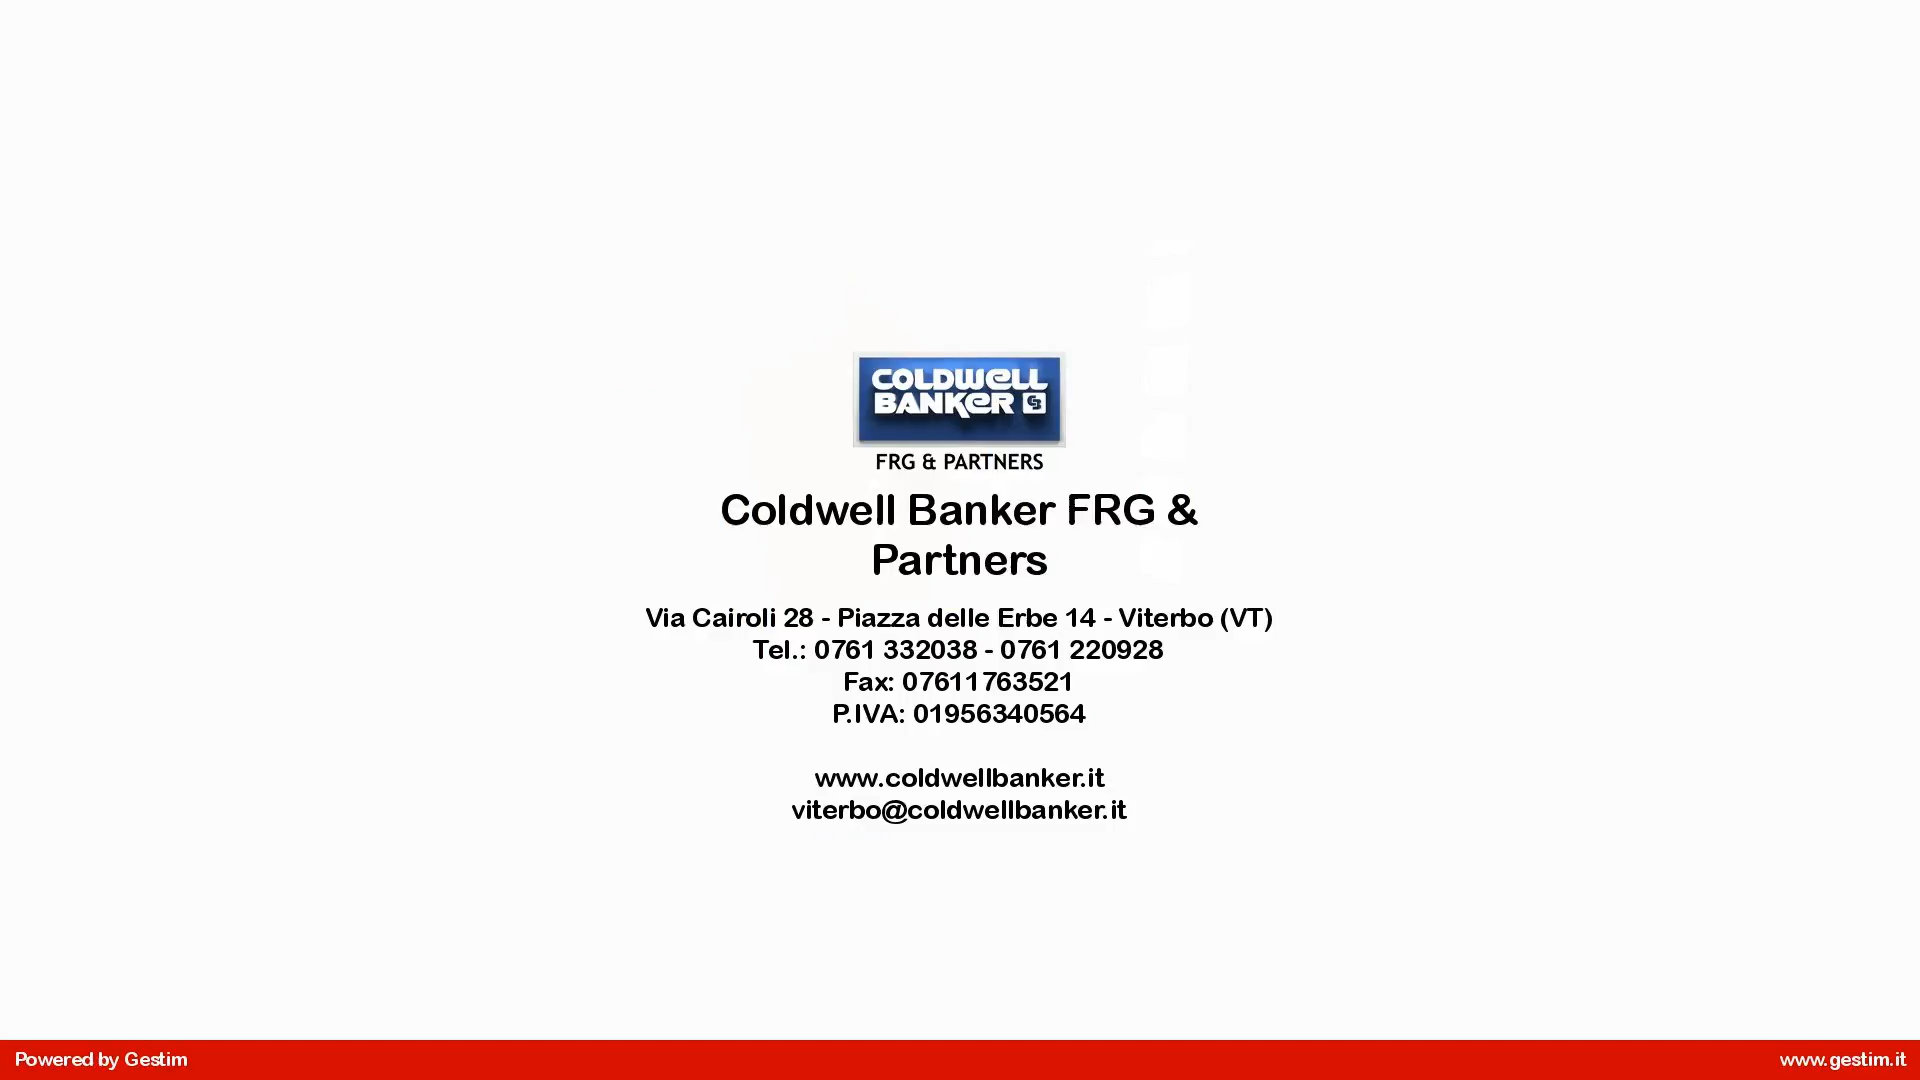 COLDWELL
BANKER CB
FRG & PARTNERS
Coldwell Banker FRG &
Partners
Via Cairoli 28 - Piazza delle Erbe 14 - Viterbo (VT)
Tel.: 0761 332038 - 0761 220928
Fax: 07611763521
P.IVA: 01956340564
www.coldwellbanker.it
viterbo@coldwellbanker.it
Powered by Gestim
www.gestim.it